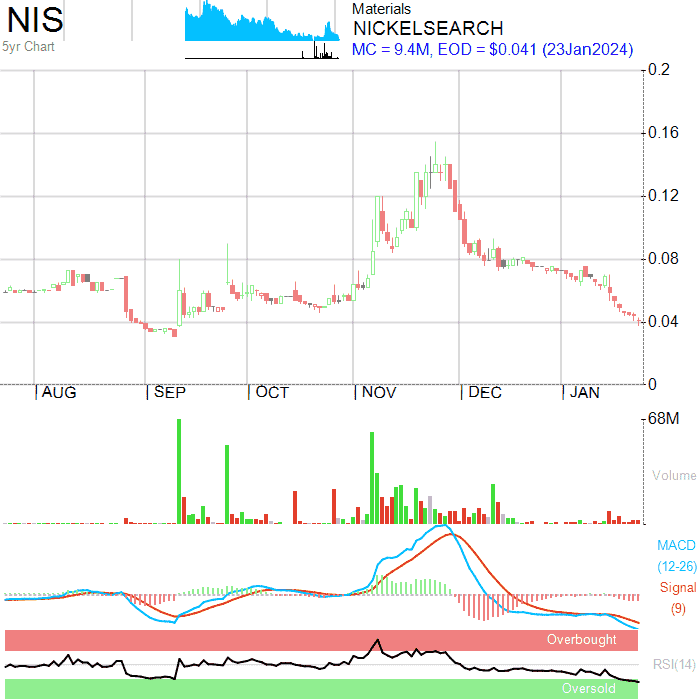 NIS
5yr Chart
Materials
NICKELSEARCH
MC = 9.4M, EOD = $0.041 (23Jan2024)
0.2
0.16
0.12
0.08
0.04
0
AUG SEP OCT NOV DEC JAN
68M
Volume
MACD
(12-26)
Signal
(9)
Overbought
RSI(14)
Oversold